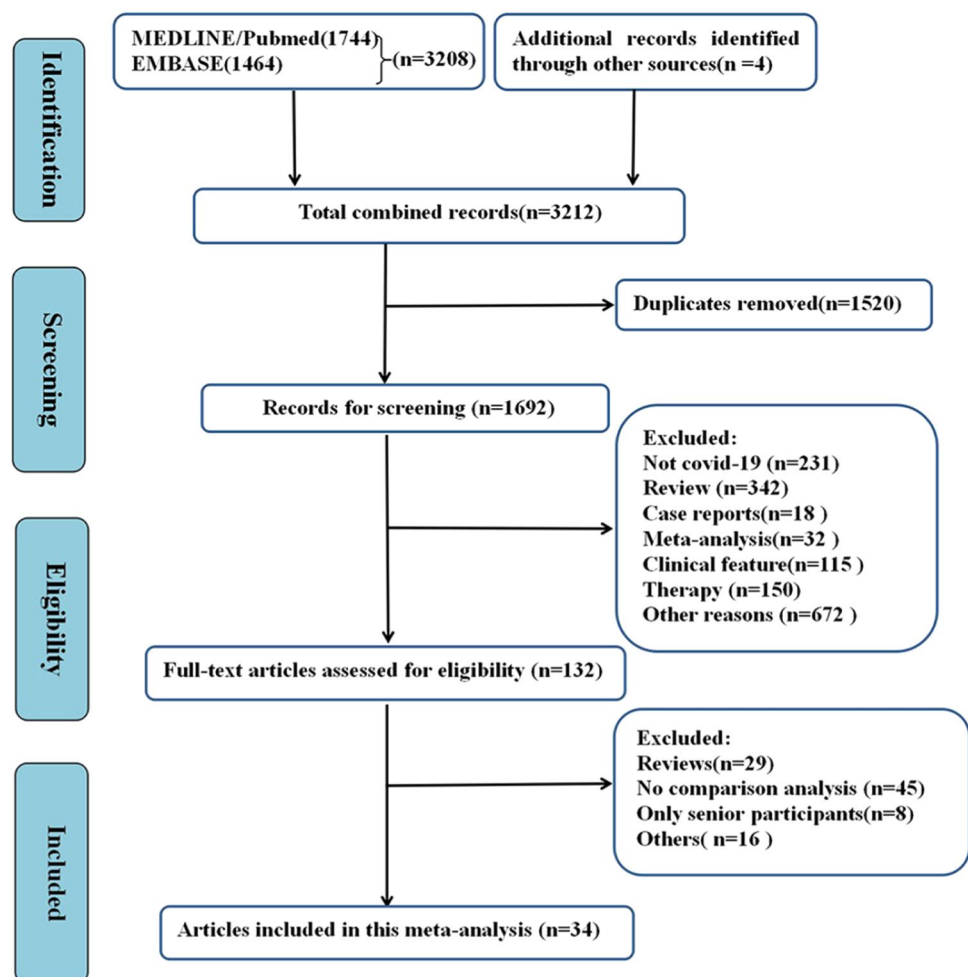 Identification
MEDLINE/Pubmed(1744)
EMBASE(1464)
(n=3208)
Additional records identified
through other sources(n =4)
Total combined records(n=3212)
Screening
Duplicates removed(n=1520)
Records for screening (n=1692)
Excluded:
Not covid-19 (n=231)
Review (n=342)
Case reports(n=18 )
Meta-analysis(n=32 )
Clinical feature(n=115 )
Therapy (n=150)
Other reasons (n=672 )
Eligibility
Full-text articles assessed for eligibility (n=132)
Excluded:
Reviews(n=29)
No comparison analysis (n=45)
Only senior participants(n=8)
Others( n=16 )
Included
Articles included in this meta-analysis (n=34)